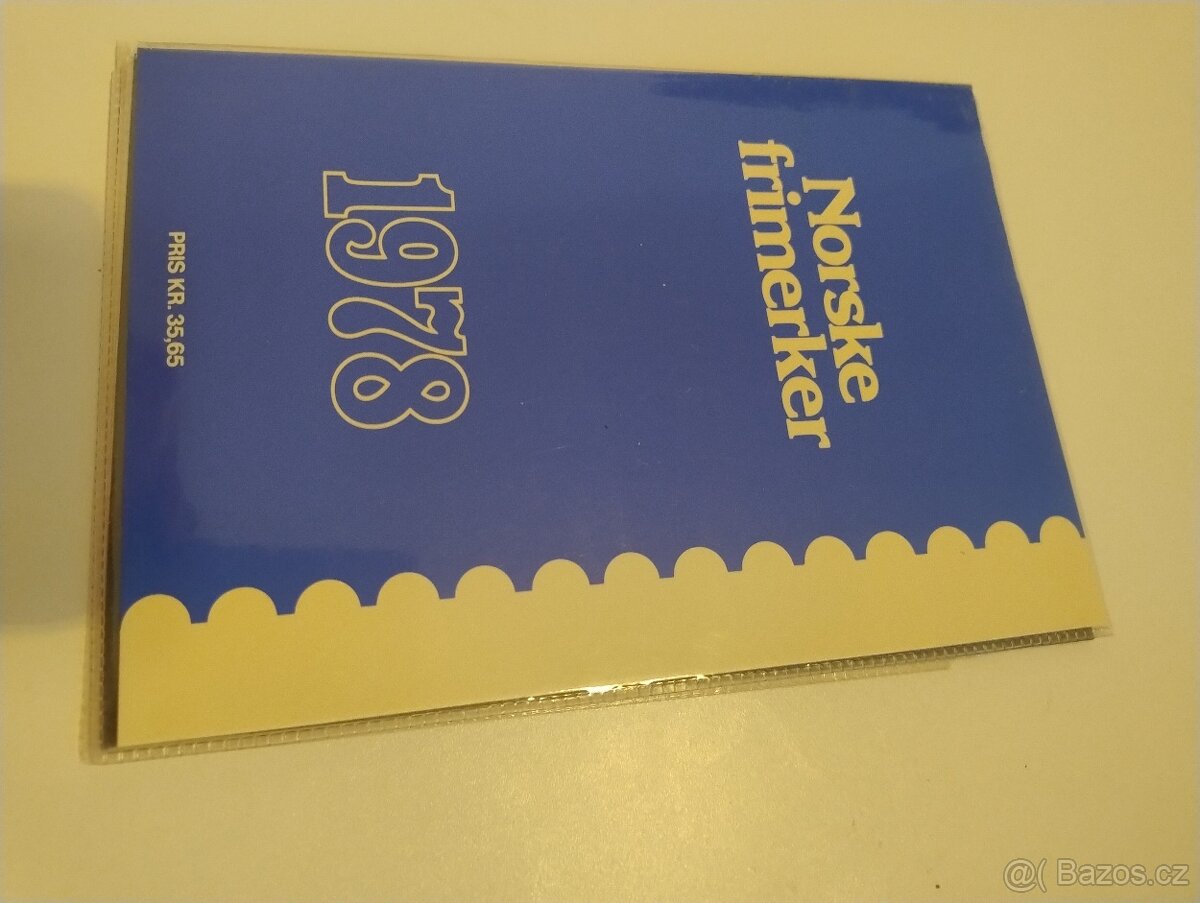 Norske
frimerker
1978
PRIS KR. 35,65
@( Bazos.cz